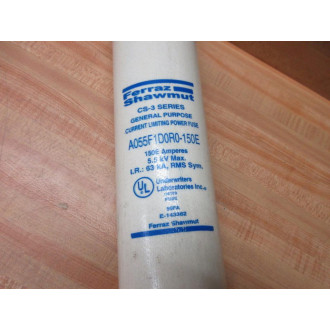 Ferraz
Shawmut
CS-3 SERIES
GENERAL PURPOSE
CURRENT LIMITING POWER FUSE
A055F1D0R0-150E
150E Amperes
5.5 kV Max.
I.R.: 63 kA, RMS Sym.
UL
Underwriters
Laboratories Inc.
FUSE
Ferraz Shawmut